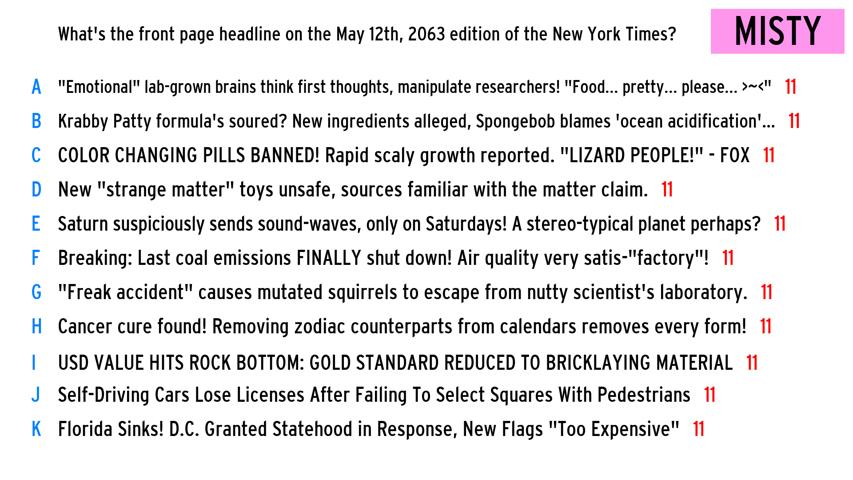 What's the front page headline on the May 12th, 2063 edition of the New York Times?
MISTY
A "Emotional" lab-grown brains think first thoughts, manipulate researchers! "Food... pretty... please... >~<" 11
B Krabby Patty formula's soured? New ingredients alleged, Spongebob blames 'ocean acidification'... 11
C COLOR CHANGING PILLS BANNED! Rapid scaly growth reported. "LIZARD PEOPLE!" - FOX 11
D New "strange matter" toys unsafe, sources familiar with the matter claim. 11
E Saturn suspiciously sends sound-waves, only on Saturdays! A stereo-typical planet perhaps? 11
F Breaking: Last coal emissions FINALLY shut down! Air quality very satis-"factory"! 11
G "Freak accident" causes mutated squirrels to escape from nutty scientist's laboratory. 11
H Cancer cure found! Removing zodiac counterparts from calendars removes every form! 11
I USD VALUE HITS ROCK BOTTOM: GOLD STANDARD REDUCED TO BRICKLAYING MATERIAL 11
J Self-Driving Cars Lose Licenses After Failing To Select Squares With Pedestrians 11
K Florida Sinks! D.C. Granted Statehood in Response, New Flags "Too Expensive" 11